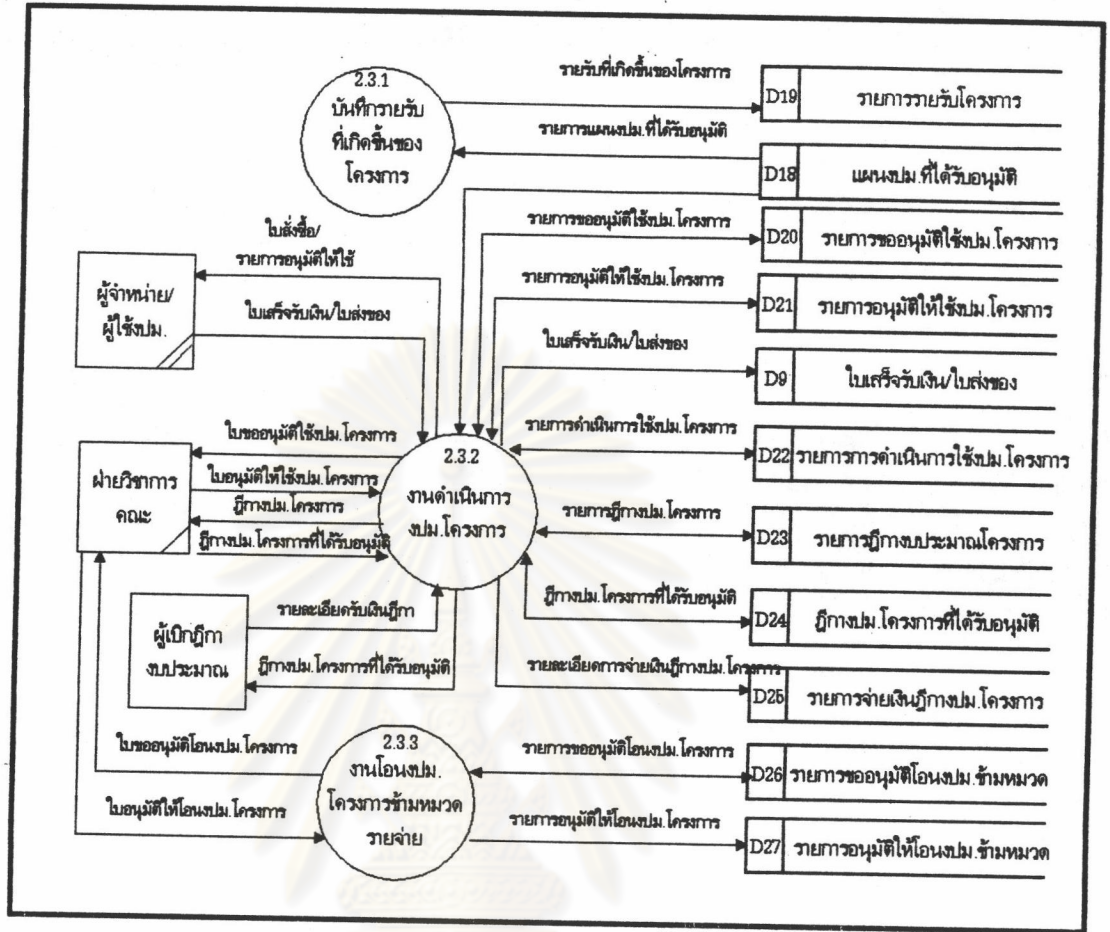 2.3.1
บันทึกรายรับ
ที่เกิดขึ้นของ
โครงการ
รายรับที่เกิดขึ้นของโครงการ
D19 รายการรายรับโครงการ
รายการแผนงปม.ที่ได้รับอนุมัติ
D18 แผนงปม.ที่ได้รับอนุมัติ
รายการขออนุมัติใช้งปม.โครงการ
D20 รายการขออนุมัติใช้งปม.โครงการ
ใบสั่งซื้อ/
รายการอนุมัติให้ใช้
รายการอนุมัติให้ใช้งปม.โครงการ
D21 รายการอนุมัติให้ใช้งปม.โครงการ
ผู้จำหน่าย/
ผู้ใช้งปม.
ใบเสร็จรับเงิน/ใบส่งของ
ใบเสร็จรับเงิน/ใบส่งของ
D9 ใบเสร็จรับเงิน/ใบส่งของ
ใบขออนุมัติใช้งปม.โครงการ
รายการดำเนินการใช้งปม.โครงการ
D22 รายการการดำเนินการใช้งปม.โครงการ
ฝ่ายวิชาการ
คณะ
ใบอนุมัติให้ใช้งปม.โครงการ
ฎีกางปม.โครงการ
ฎีกางปม.โครงการที่ได้รับอนุมัติ
2.3.2
งานดำเนินการ
งปม.โครงการ
รายการฎีกางปม.โครงการ
D23 รายการฎีกางบประมาณโครงการ
ฎีกางปม.โครงการที่ได้รับอนุมัติ
D24 ฎีกางปม.โครงการที่ได้รับอนุมัติ
ผู้เบิกฎีกา
งบประมาณ
รายละเอียดรับเงินฎีกา
ฎีกางปม.โครงการที่ได้รับอนุมัติ
รายละเอียดการจ่ายเงินฎีกางปม.โครงการ
D25 รายการจ่ายเงินฎีกางปม.โครงการ
ใบขออนุมัติโอนงปม.โครงการ
2.3.3
งานโอนงปม.
โครงการข้ามหมวด
รายจ่าย
รายการขออนุมัติโอนงปม.โครงการ
D26 รายการขออนุมัติโอนงปม.ข้ามหมวด
ใบอนุมัติให้โอนงปม.โครงการ
รายการอนุมัติให้โอนงปม.โครงการ
D27 รายการอนุมัติให้โอนงปม.ข้ามหมวด